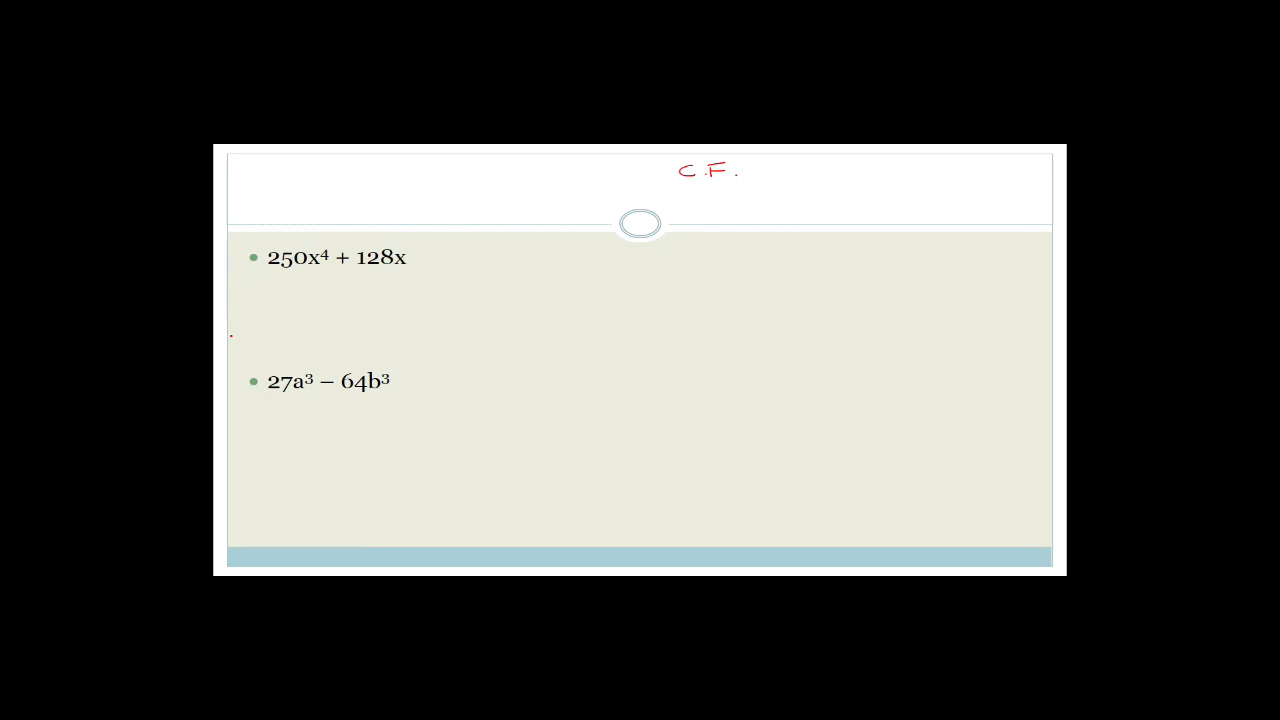 C.F.
• 250x⁴ + 128x
• 27a³ – 64b³